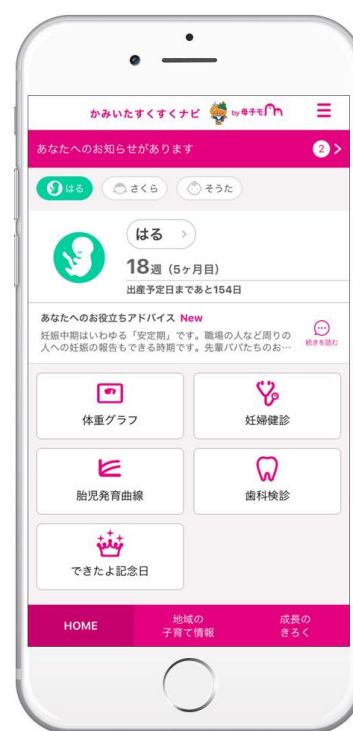 かみいたすくすくナビ by 母子モ
あなたへのお知らせがあります 2
はる さくら そうた
はる
18週（5ヶ月目）
出産予定日まであと154日
あなたへのお役立ちアドバイス New
妊娠中期はいわゆる「安定期」です。職場の人など周りの
人への妊娠の報告もできる時期です。先輩パパたちのお…
続きを読む
体重グラフ 妊婦健診
胎児発育曲線 歯科検診
できたよ記念日
HOME
地域の
子育て情報
成長の
きろく